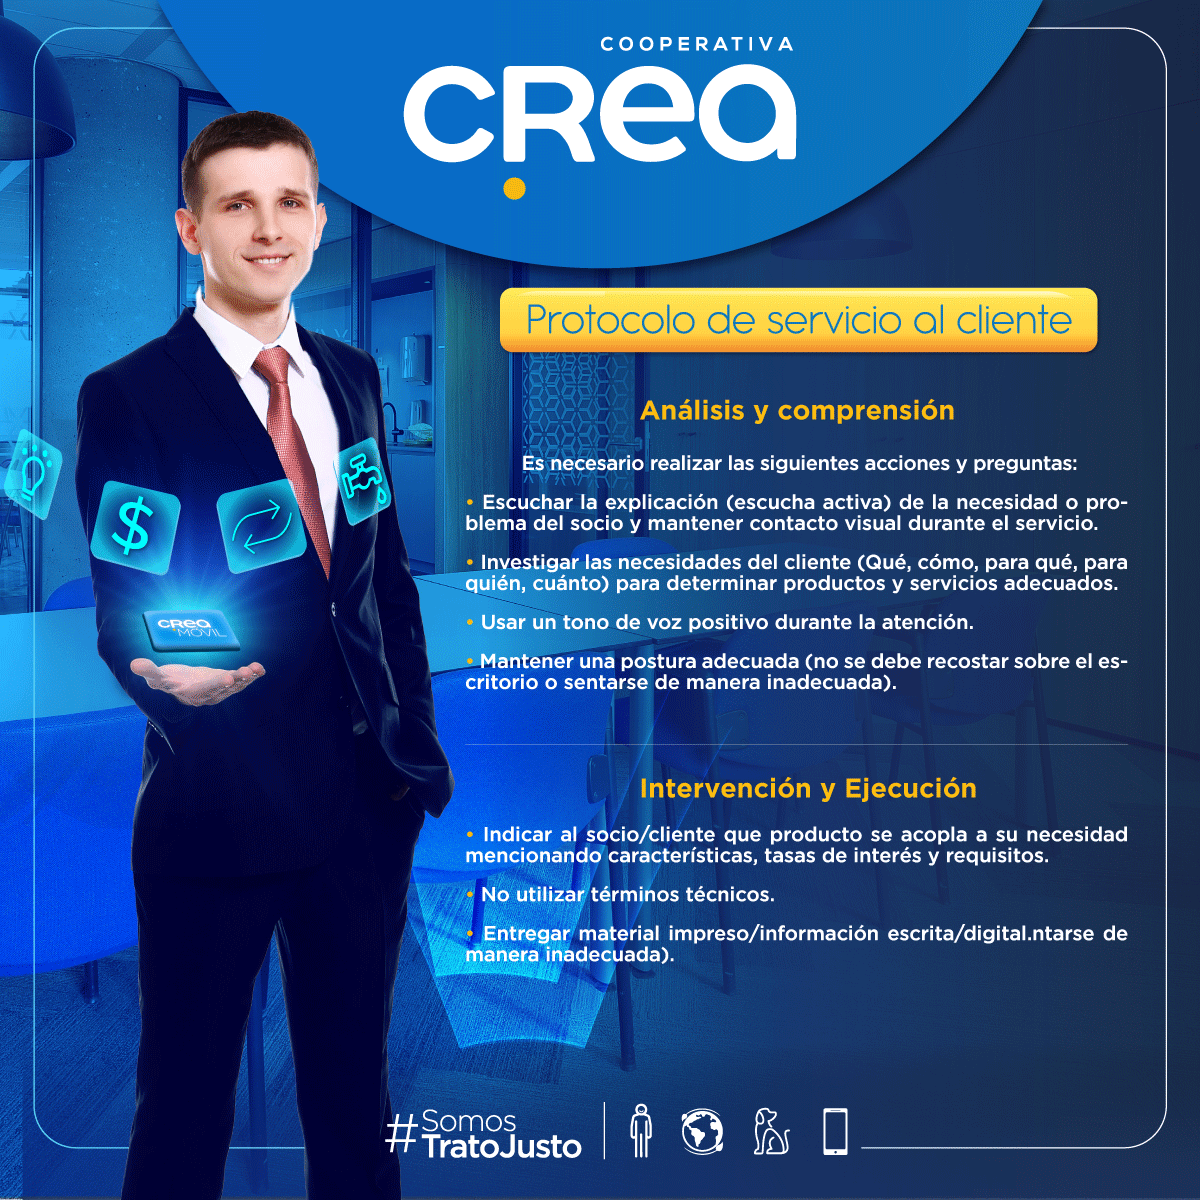 COOPERATIVA
crea
Protocolo de servicio al cliente
Análisis y comprensión
Es necesario realizar las siguientes acciones y preguntas:
• Escuchar la explicación (escucha activa) de la necesidad o pro-
blema del socio y mantener contacto visual durante el servicio.
• Investigar las necesidades del cliente (Qué, cómo, para qué, para
quién, cuánto) para determinar productos y servicios adecuados.
• Usar un tono de voz positivo durante la atención.
• Mantener una postura adecuada (no se debe recostar sobre el es-
critorio o sentarse de manera inadecuada).
$
crea
MÓVIL
Intervención y Ejecución
• Indicar al socio/cliente que producto se acopla a su necesidad
mencionando características, tasas de interés y requisitos.
• No utilizar términos técnicos.
• Entregar material impreso/información escrita/digital.ntarse de
manera inadecuada).
#Somos
TratoJusto